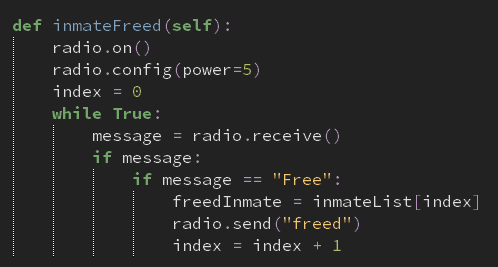 def inmateFreed(self):
    radio.on()
    radio.config(power=5)
    index = 0
    while True:
        message = radio.receive()
        if message:
            if message == "Free":
                freedInmate = inmateList[index]
                radio.send("freed")
                index = index + 1